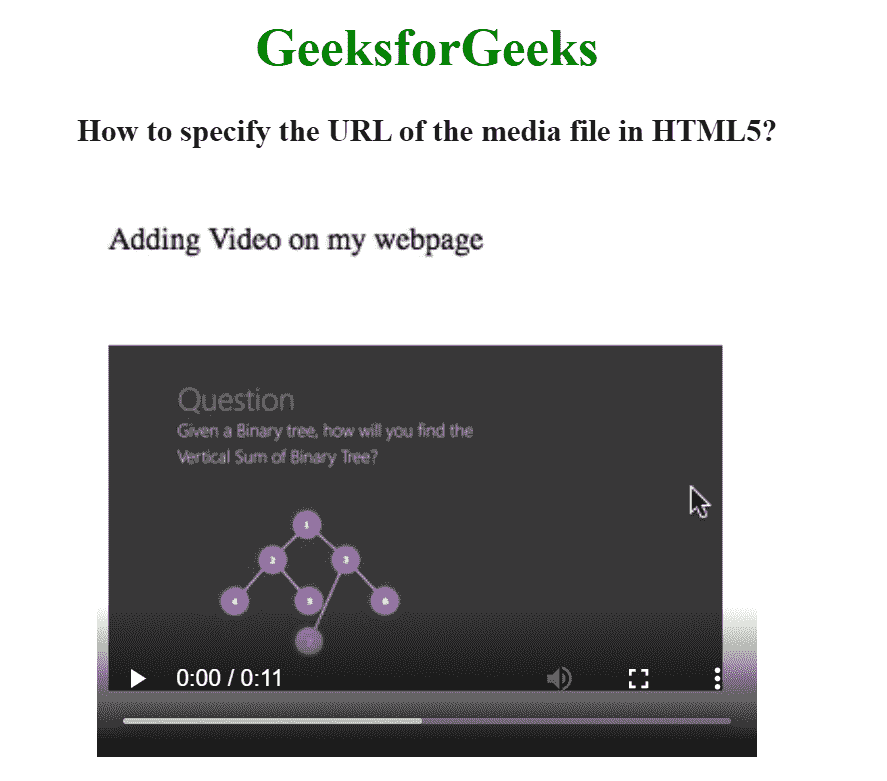 GeeksforGeeks
How to specify the URL of the media file in HTML5?
Adding Video on my webpage
Question
Given a Binary tree, how will you find the
Vertical Sum of Binary Tree?
1
2
3
4
5
6
0:00 / 0:11